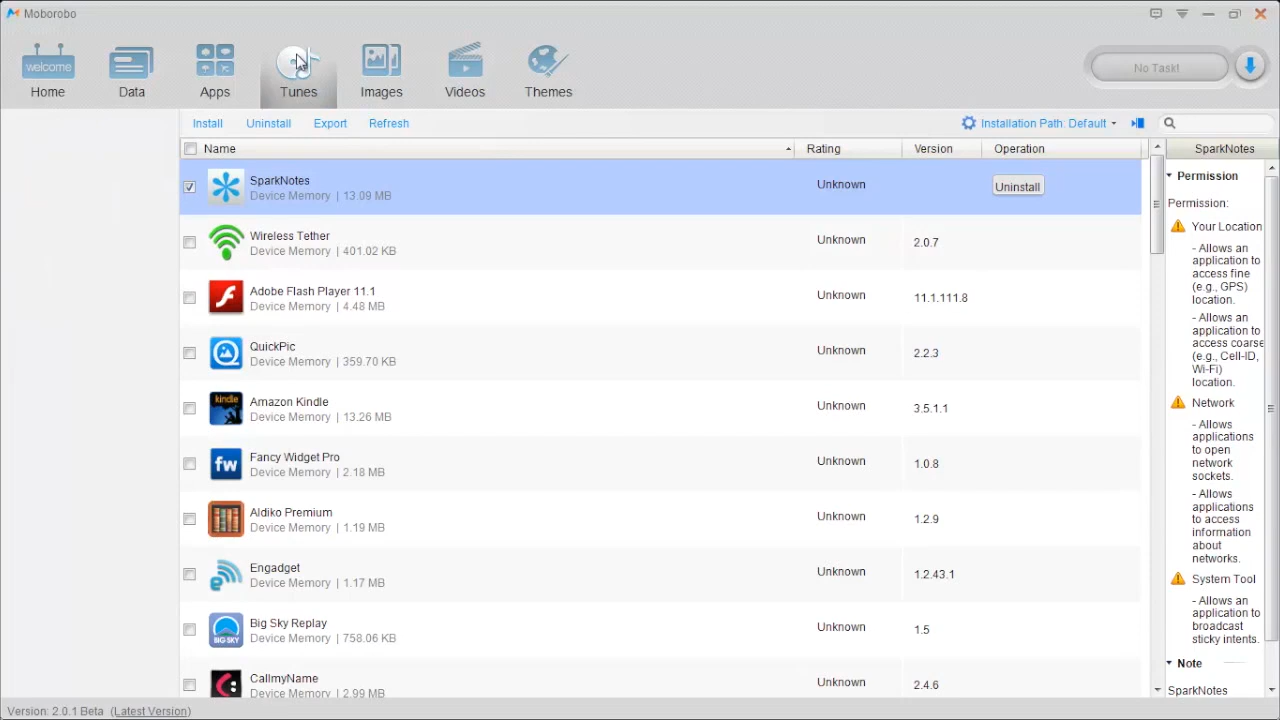 Moborobo
welcome
Home
Data
Apps
Tunes
Images
Videos
Themes
No Task!
Install
Uninstall
Export
Refresh
Installation Path: Default
Name
Rating
Version
Operation
SparkNotes
SparkNotes
Device Memory | 13.09 MB
Unknown
Uninstall
Wireless Tether
Device Memory | 401.02 KB
Unknown
2.0.7
Adobe Flash Player 11.1
Device Memory | 4.48 MB
Unknown
11.1.111.8
QuickPic
Device Memory | 359.70 KB
Unknown
2.2.3
kindle
Amazon Kindle
Device Memory | 13.26 MB
Unknown
3.5.1.1
fw
Fancy Widget Pro
Device Memory | 2.18 MB
Unknown
1.0.8
Aldiko Premium
Device Memory | 1.19 MB
Unknown
1.2.9
e
Engadget
Device Memory | 1.17 MB
Unknown
1.2.43.1
BIG SKY
Big Sky Replay
Device Memory | 758.06 KB
Unknown
1.5
CallmyName
Device Memory | 2.99 MB
Unknown
2.4.6
Permission
Permission:
Your Location
- Allows an
application to
access fine
(e.g., GPS)
location.
- Allows an
application to
access coarse
(e.g., Cell-ID,
Wi-Fi)
location.
Network
- Allows
applications
to open
network
sockets.
- Allows
applications
to access
information
about
networks.
System Tool
- Allows an
application to
broadcast
sticky intents.
Note
SparkNotes
Version: 2.0.1 Beta (Latest Version)